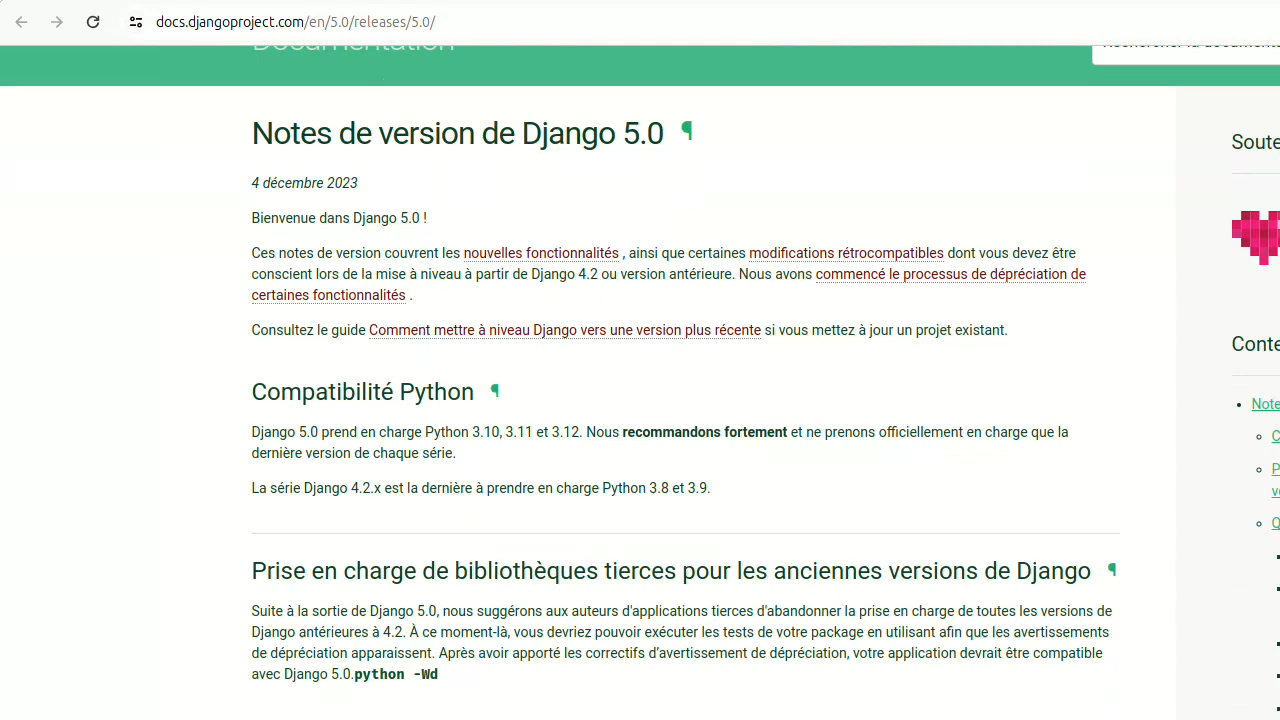 docs.djangoproject.com/en/5.0/releases/5.0/
Documentation
Notes de version de Django 5.0 ¶
4 décembre 2023
Bienvenue dans Django 5.0 !
Ces notes de version couvrent les nouvelles fonctionnalités , ainsi que certaines modifications rétrocompatibles dont vous devez être
conscient lors de la mise à niveau à partir de Django 4.2 ou version antérieure. Nous avons commencé le processus de dépréciation de
certaines fonctionnalités .
Consultez le guide Comment mettre à niveau Django vers une version plus récente si vous mettez à jour un projet existant.
Compatibilité Python ¶
Django 5.0 prend en charge Python 3.10, 3.11 et 3.12. Nous recommandons fortement et ne prenons officiellement en charge que la
dernière version de chaque série.
La série Django 4.2.x est la dernière à prendre en charge Python 3.8 et 3.9.
Prise en charge de bibliothèques tierces pour les anciennes versions de Django ¶
Suite à la sortie de Django 5.0, nous suggérons aux auteurs d'applications tierces d'abandonner la prise en charge de toutes les versions de
Django antérieures à 4.2. À ce moment-là, vous devriez pouvoir exécuter les tests de votre package en utilisant afin que les avertissements
de dépréciation apparaissent. Après avoir apporté les correctifs d’avertissement de dépréciation, votre application devrait être compatible
avec Django 5.0.python -Wd
Soute
Conte
Note
C
P
v
Q